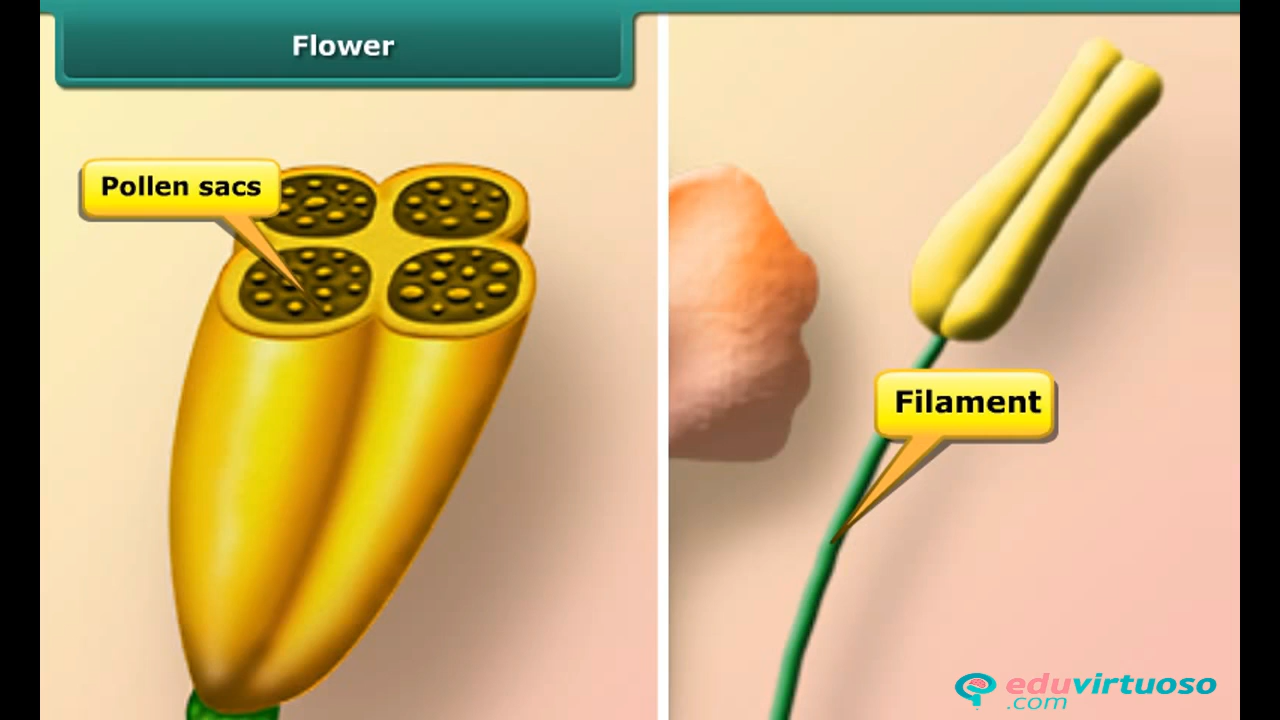 Flower
Pollen sacs
Filament
eduvirtuoso
.com